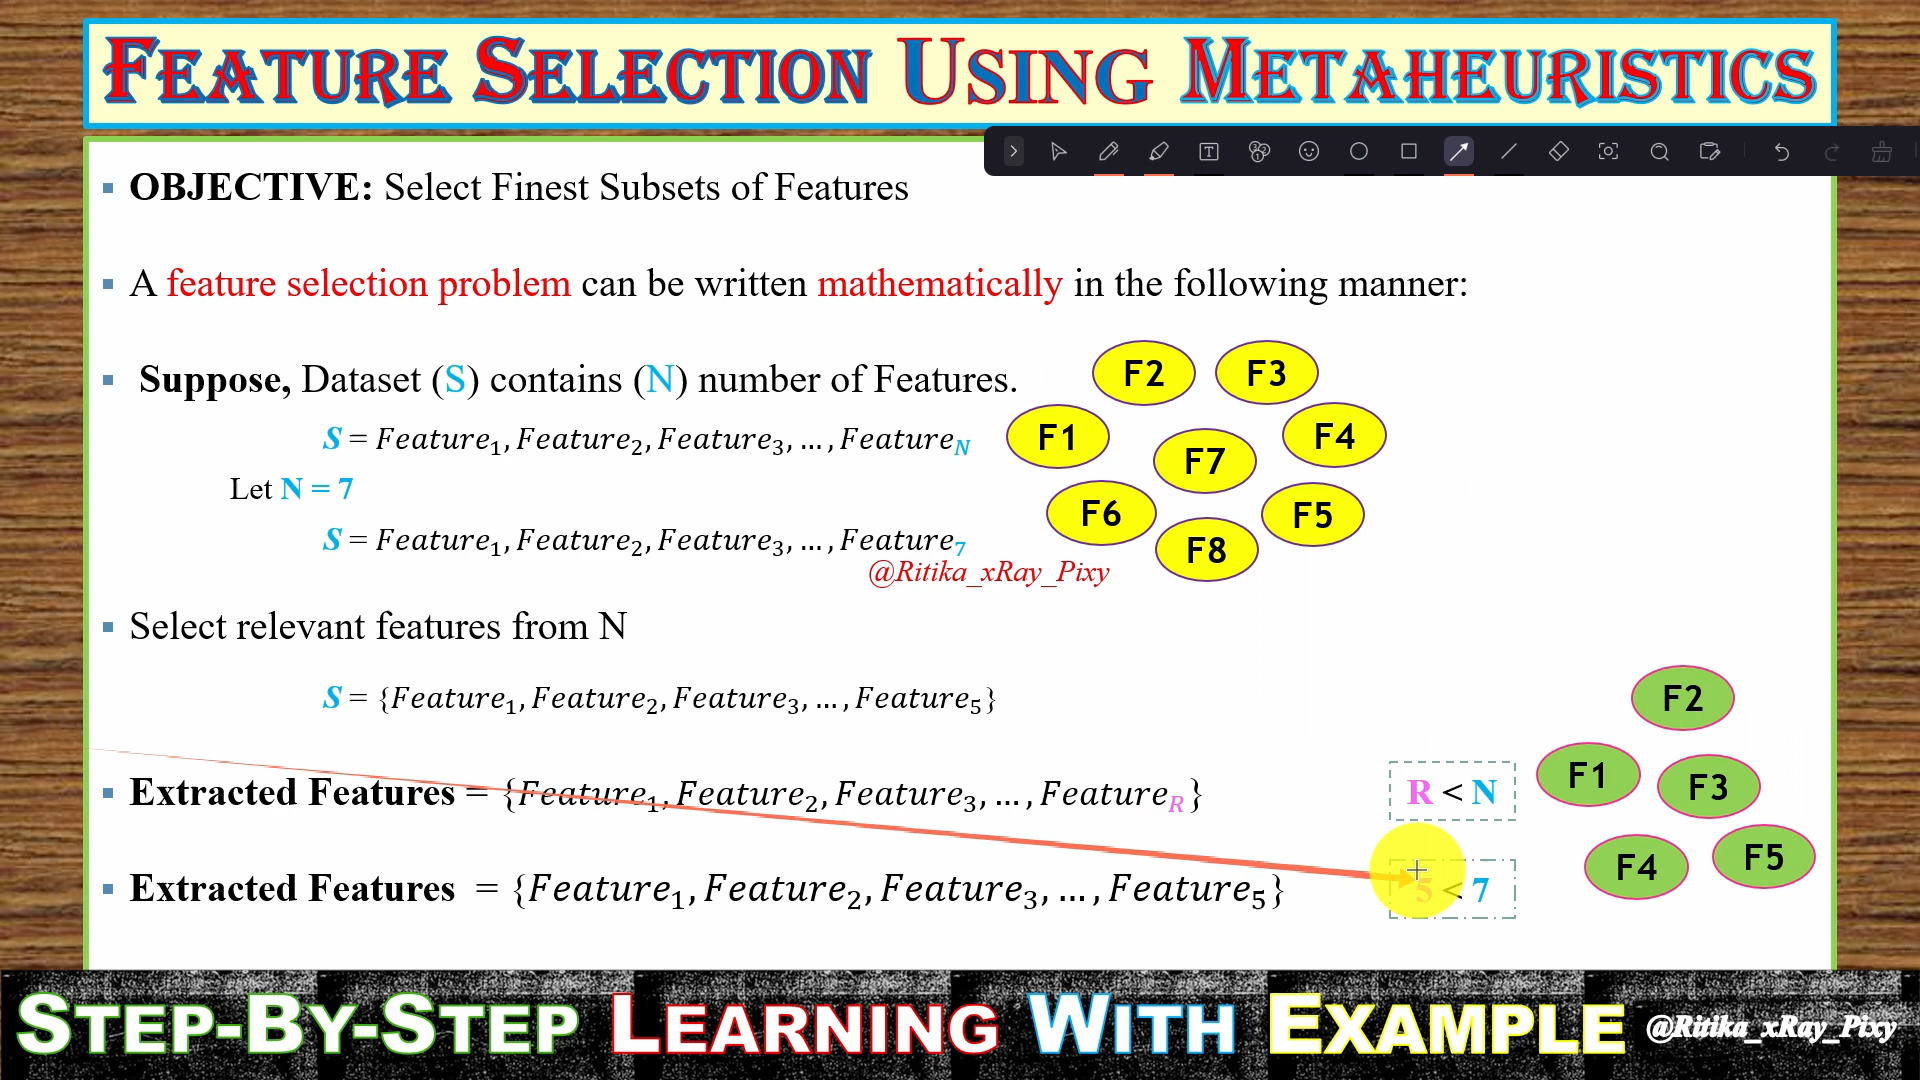 FEATURE SELECTION USING METAHEURISTICS
▪ OBJECTIVE: Select Finest Subsets of Features
▪ A feature selection problem can be written mathematically in the following manner:
▪ Suppose, Dataset (S) contains (N) number of Features.
S = Feature₁, Feature₂, Feature₃, … , Feature_N
Let N = 7
S = Feature₁, Feature₂, Feature₃, … , Feature₇
@Ritika_xRay_Pixy
F2 F3
F1 F7 F4
F6 F8 F5
▪ Select relevant features from N
S = {Feature₁, Feature₂, Feature₃, … , Feature₅}
▪ Extracted Features = {Feature₁, Feature₂, Feature₃, … , Feature_R}
R < N
▪ Extracted Features = {Feature₁, Feature₂, Feature₃, … , Feature₅}
5 < 7
F2
F1 F3
F4 F5
STEP-BY-STEP LEARNING WITH EXAMPLE @Ritika_xRay_Pixy